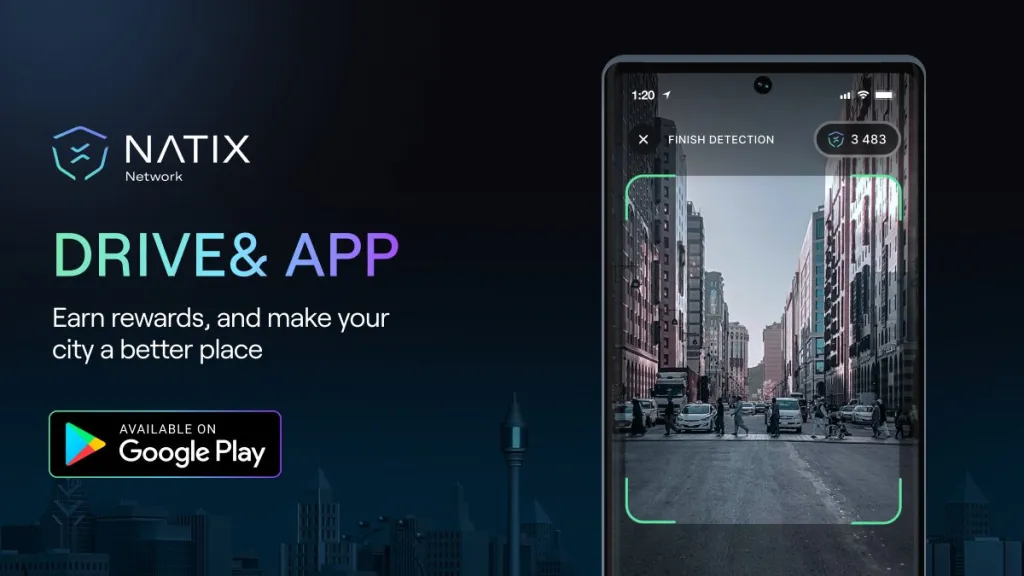 NATIX
Network
DRIVE& APP
Earn rewards, and make your
city a better place
AVAILABLE ON
Google Play
1:20
FINISH DETECTION
3 483